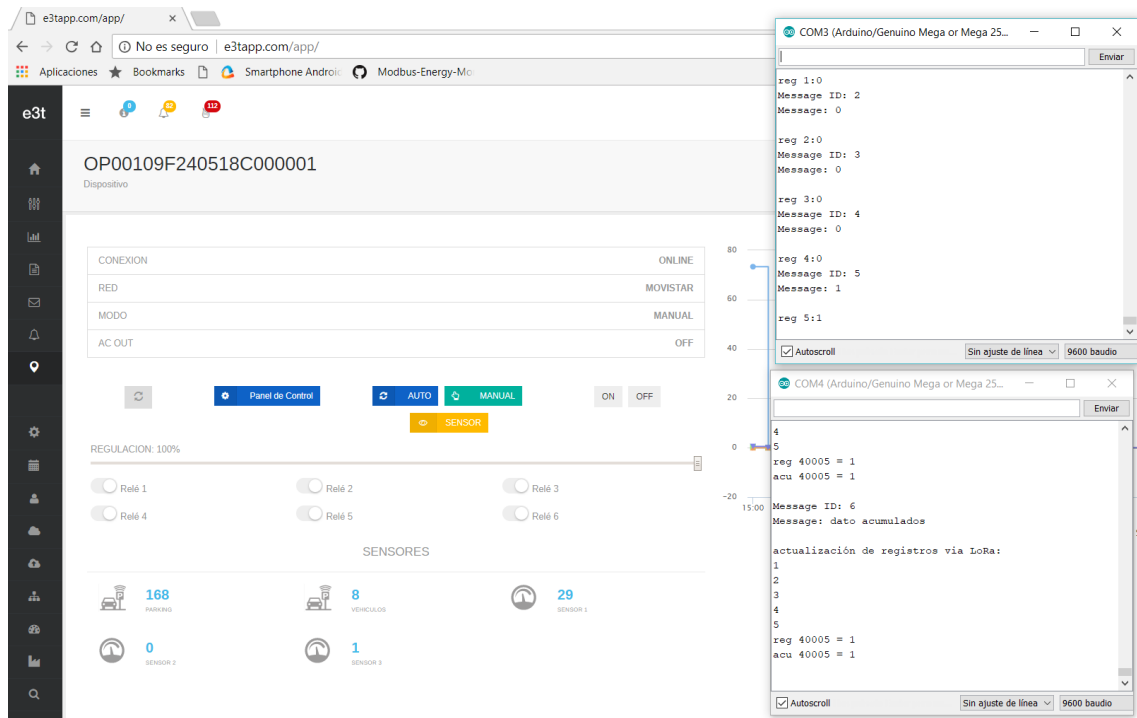 e3tapp.com/app/
No es seguro e3tapp.com/app/
Aplicaciones Bookmarks Smartphone Androic Modbus-Energy-Mo
e3t
0 82 112
OP00109F240518C000001
Dispositivo
CONEXION ONLINE
RED MOVISTAR
MODO MANUAL
AC OUT OFF
Panel de Control AUTO MANUAL ON OFF
SENSOR
REGULACION: 100%
Relé 1 Relé 2 Relé 3
Relé 4 Relé 5 Relé 6
SENSORES
168 8 29
PARKING VEHICULOS SENSOR 1
0 1
SENSOR 2 SENSOR 3
80
60
40
20
0
-20
15:00
COM3 (Arduino/Genuino Mega or Mega 25...
Enviar
reg 1:0
Message ID: 2
Message: 0
reg 2:0
Message ID: 3
Message: 0
reg 3:0
Message ID: 4
Message: 0
reg 4:0
Message ID: 5
Message: 1
reg 5:1
Autoscroll Sin ajuste de línea 9600 baudio
COM4 (Arduino/Genuino Mega or Mega 25...
Enviar
4
5
reg 40005 = 1
acu 40005 = 1
Message ID: 6
Message: dato acumulados
actualización de registros via LoRa:
1
2
3
4
5
reg 40005 = 1
acu 40005 = 1
Autoscroll Sin ajuste de línea 9600 baudio